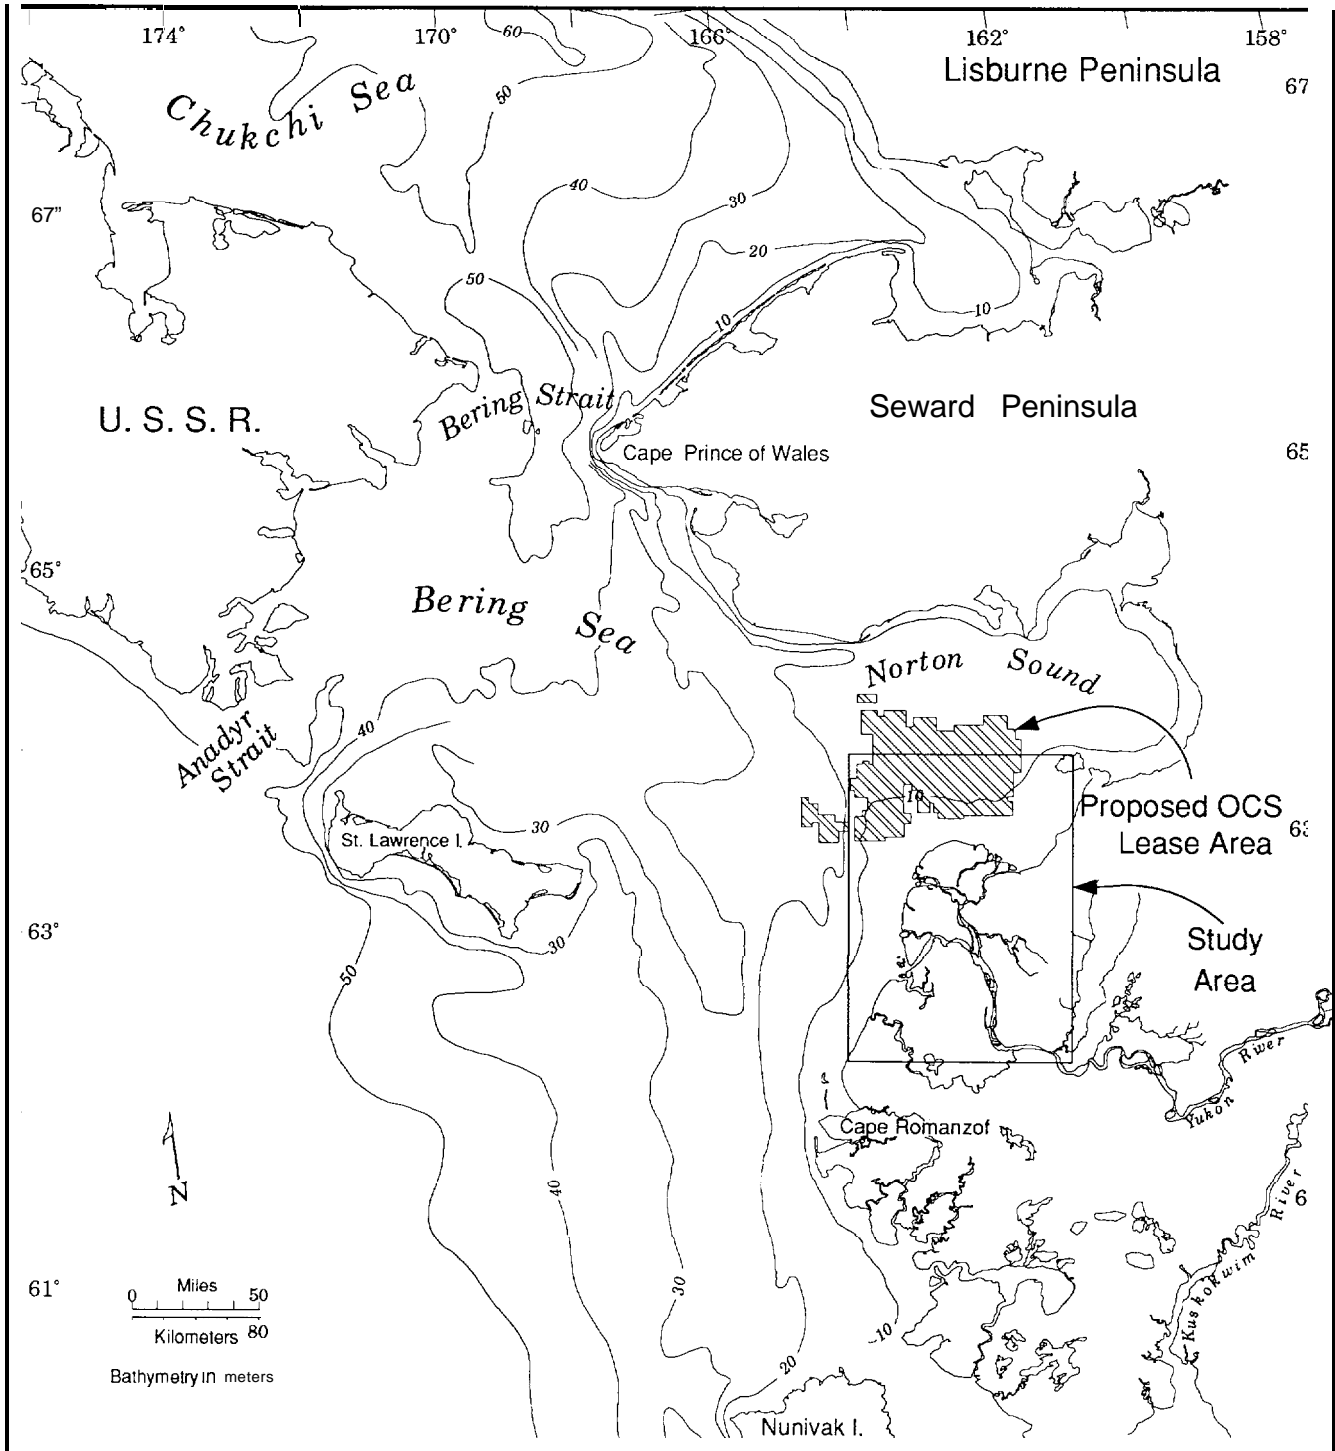 174°
170°
166°
162°
158°
60
Lisburne Peninsula
67
50
Chukchi Sea
40
67"
30
20
50
10
10
Bering Strait
U. S. S. R.
Seward Peninsula
Cape Prince of Wales
65
65°
Bering Sea
Norton Sound
Anadyr
Strait
40
10
Proposed OCS
Lease Area
63
30
St. Lawrence I.
63°
30
Study
Area
50
River
Yukon
Cape Romanzof
N
40
River
6
Kuskokwim
61°
Miles
0 50
Kilometers 80
30
10
20
Bathymetry in meters
Nunivak I.